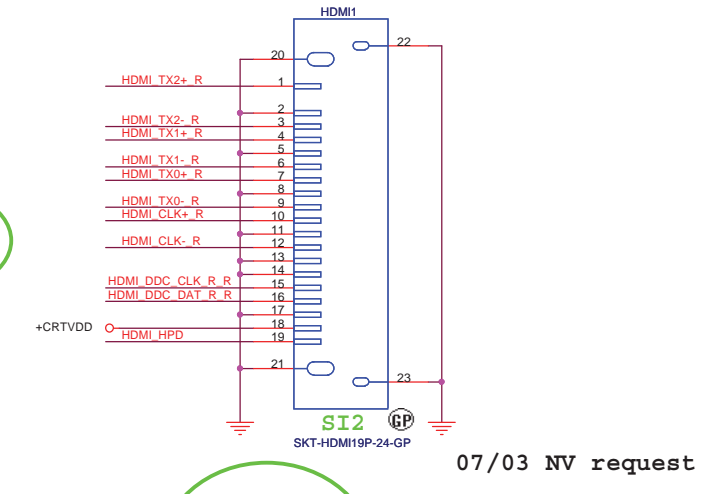 HDMI1
22
20
HDMI_TX2+_R
1
2
HDMI_TX2-_R
3
HDMI_TX1+_R
4
5
HDMI_TX1-_R
6
HDMI_TX0+_R
7
8
HDMI_TX0-_R
9
HDMI_CLK+_R
10
11
HDMI_CLK-_R
12
13
14
HDMI_DDC_CLK_R_R
15
HDMI_DDC_DAT_R_R
16
17
+CRTVDD
18
HDMI_HPD
19
21
23
SI2
GP
SKT-HDMI19P-24-GP
07/03 NV request